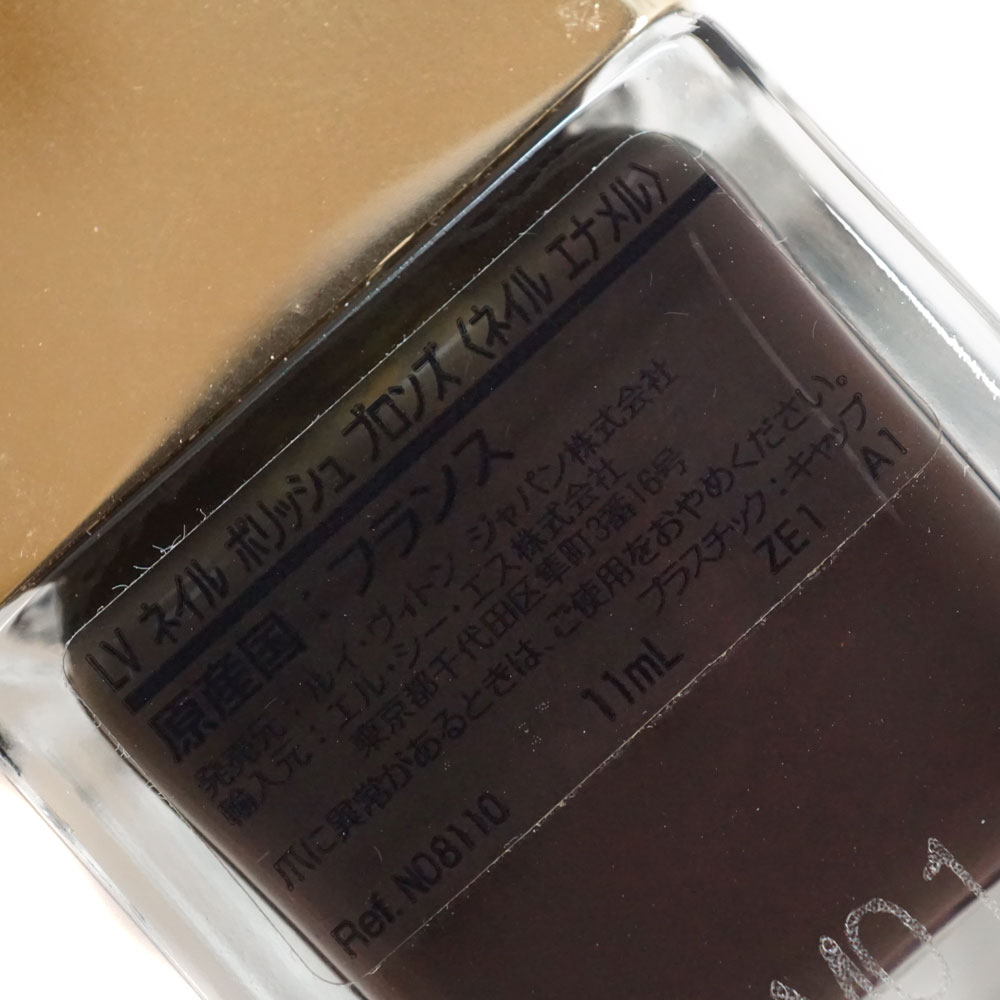 LV ネイル ポリッシュ ブロンズ 〈ネイル エナメル〉
原産国：フランス
発売元：ルイ・ヴィトン ジャパン株式会社
輸入元：エル・シー・エス株式会社
東京都千代田区隼町3番16号
爪に異常があるときは、ご使用をおやめください。
プラスチック：キャップ
11mL ZE1 A1
Ref. N08110